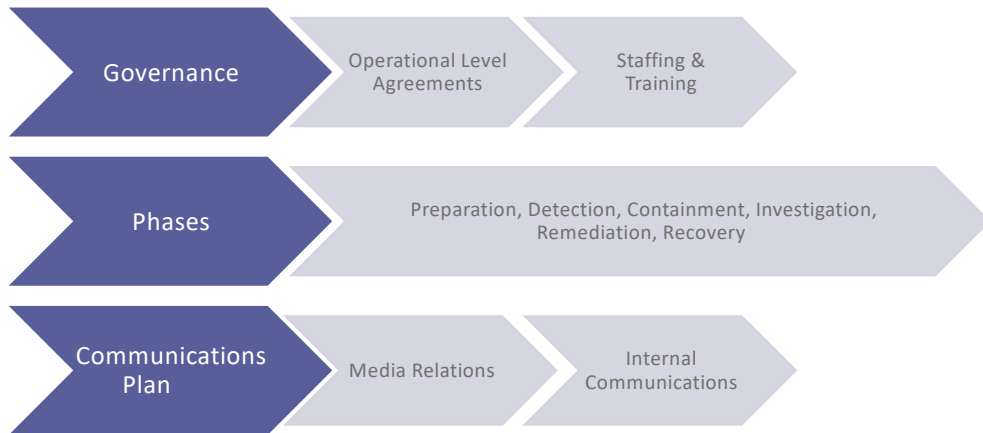 Governance
Operational Level
Agreements
Staffing &
Training
Phases
Preparation, Detection, Containment, Investigation,
Remediation, Recovery
Communications
Plan
Media Relations
Internal
Communications